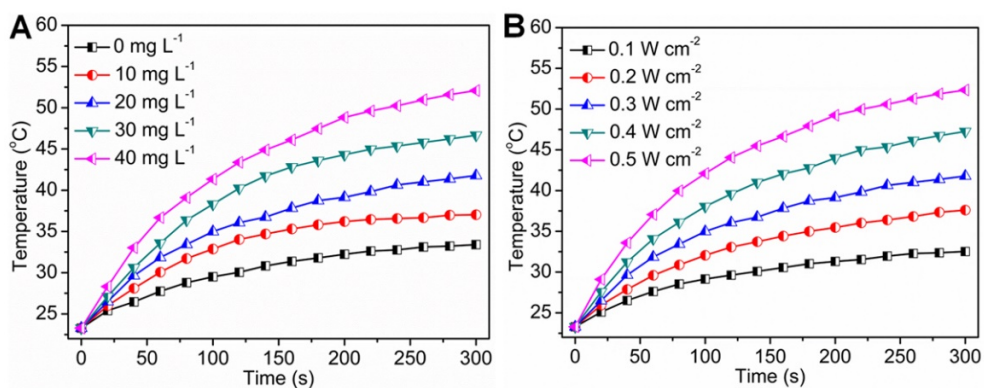 A
0 mg L⁻¹
10 mg L⁻¹
20 mg L⁻¹
30 mg L⁻¹
40 mg L⁻¹
Temperature (°C)
60
55
50
45
40
35
30
25
0 50 100 150 200 250 300
Time (s)
B
0.1 W cm⁻²
0.2 W cm⁻²
0.3 W cm⁻²
0.4 W cm⁻²
0.5 W cm⁻²
Temperature (°C)
60
55
50
45
40
35
30
25
0 50 100 150 200 250 300
Time (s)